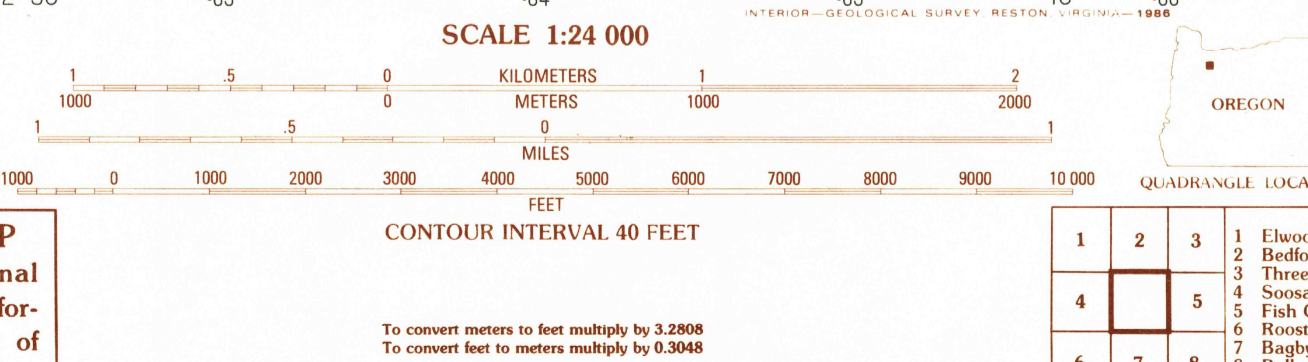 INTERIOR—GEOLOGICAL SURVEY, RESTON, VIRGINIA—1986
SCALE 1:24 000
1 .5 0 KILOMETERS 1 2
1000 0 METERS 1000 2000
1 .5 0 1
MILES
1000 0 1000 2000 3000 4000 5000 6000 7000 8000 9000 10 000
FEET
CONTOUR INTERVAL 40 FEET
To convert meters to feet multiply by 3.2808
To convert feet to meters multiply by 0.3048
OREGON
QUADRANGLE LOCA
P
nal
for-
of
1 2 3
4 5
6 7 8
1 Elwoo
2 Bedfo
3 Three
4 Soosa
5 Fish
6 Roost
7 Bagby